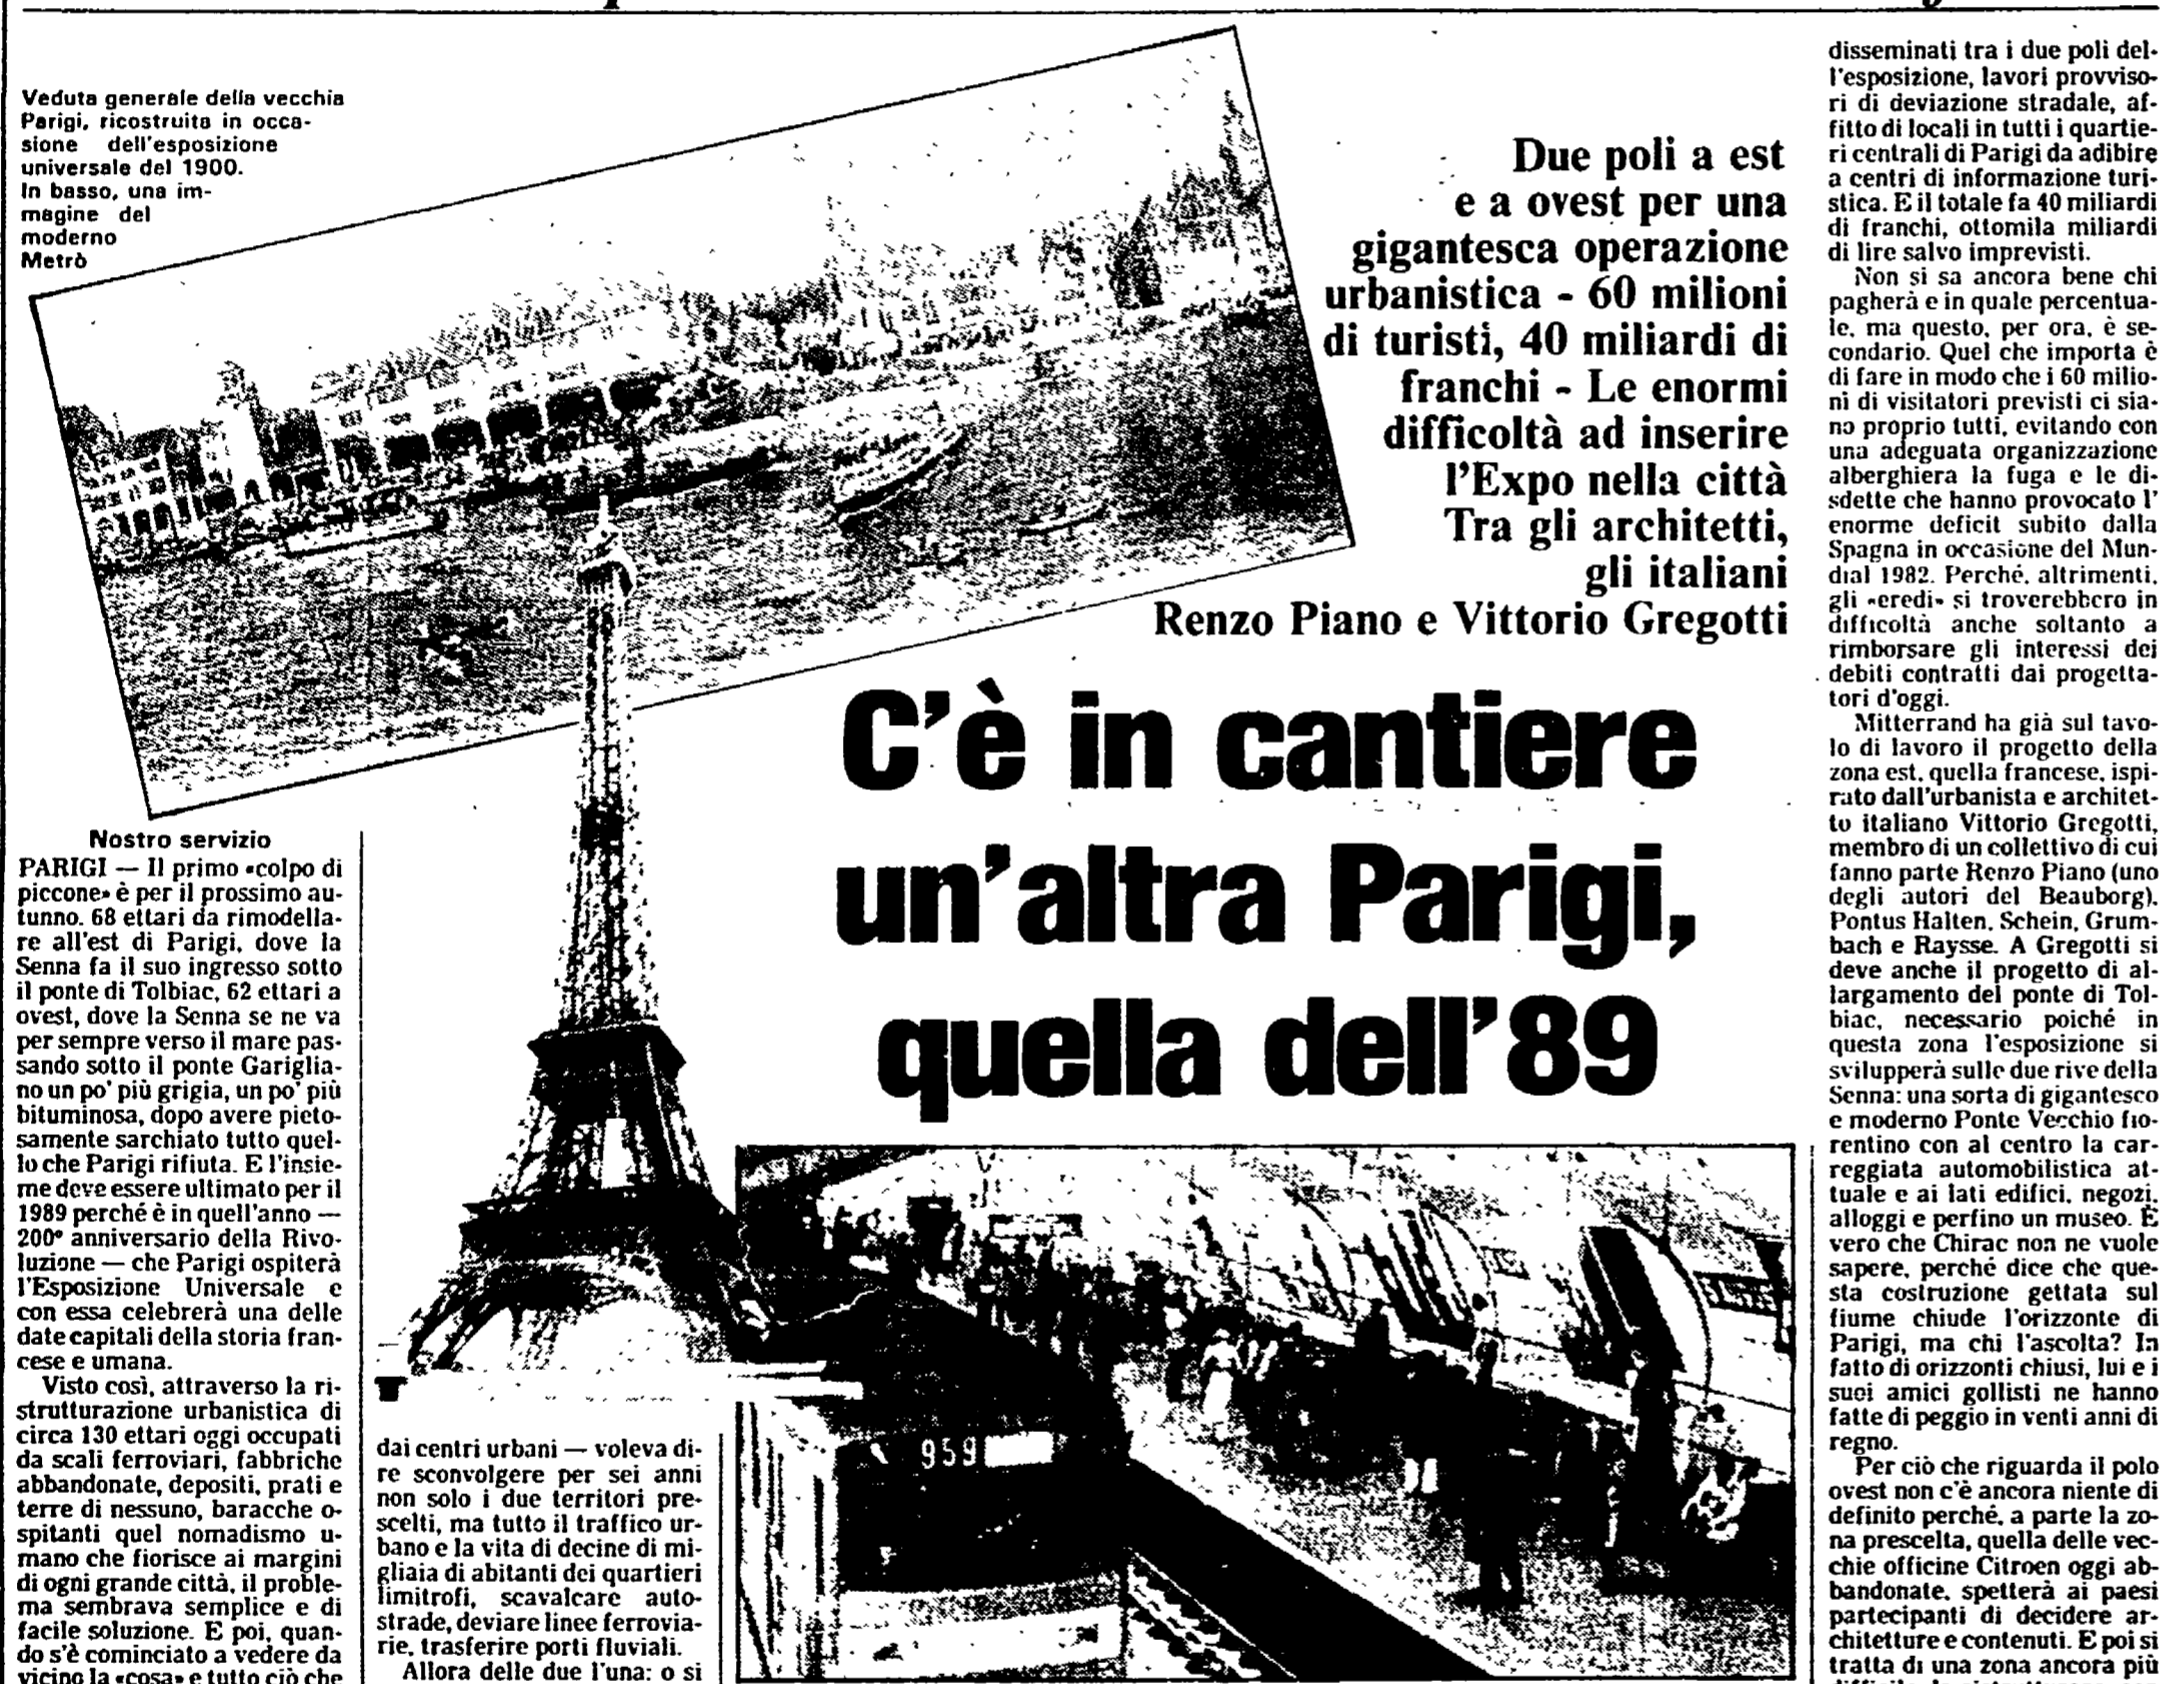 Veduta generale della vecchia
Parigi, ricostruita in occa-
sione dell'esposizione
universale del 1900.
In basso, una im-
magine del
moderno
Metrò
Due poli a est
e a ovest per una
gigantesca operazione
urbanistica - 60 milioni
di turisti, 40 miliardi di
franchi - Le enormi
difficoltà ad inserire
l'Expo nella città
Tra gli architetti,
gli italiani
Renzo Piano e Vittorio Gregotti
C'è in cantiere
un'altra Parigi,
quella dell'89
Nostro servizio
PARIGI — Il primo «colpo di
piccone» è per il prossimo au-
tunno. 68 ettari da rimodella-
re all'est di Parigi, dove la
Senna fa il suo ingresso sotto
il ponte di Tolbiac, 62 ettari a
ovest, dove la Senna se ne va
per sempre verso il mare pas-
sando sotto il ponte Gariglia-
no un po' più grigia, un po' più
bituminosa, dopo avere pieto-
samente sarchiato tutto quel-
lo che Parigi rifiuta. E l'insie-
me deve essere ultimato per il
1989 perché è in quell'anno —
200° anniversario della Rivo-
luzione — che Parigi ospiterà
l'Esposizione Universale e
con essa celebrerà una delle
date capitali della storia fran-
cese e umana.
Visto così, attraverso la ri-
strutturazione urbanistica di
circa 130 ettari oggi occupati
da scali ferroviari, fabbriche
abbandonate, depositi, prati e
terre di nessuno, baracche o-
spitanti quel nomadismo u-
mano che fiorisce ai margini
di ogni grande città, il proble-
ma sembrava semplice e di
facile soluzione. E poi, quan-
do s'è cominciato a vedere da
vicino la «cosa» e tutto ciò che
dai centri urbani — voleva di-
re sconvolgere per sei anni
non solo i due territori pre-
scelti, ma tutto il traffico ur-
bano e la vita di decine di mi-
gliaia di abitanti dei quartieri
limitrofi, scavalcare auto-
strade, deviare linee ferrovia-
rie, trasferire porti fluviali.
Allora delle due l'una: o si
959
disseminati tra i due poli del-
l'esposizione, lavori provviso-
ri di deviazione stradale, af-
fitto di locali in tutti i quartie-
ri centrali di Parigi da adibire
a centri di informazione turi-
stica. E il totale fa 40 miliardi
di franchi, ottomila miliardi
di lire salvo imprevisti.
Non si sa ancora bene chi
pagherà e in quale percentua-
le, ma questo, per ora, è se-
condario. Quel che importa è
di fare in modo che i 60 milio-
ni di visitatori previsti ci sia-
no proprio tutti, evitando con
una adeguata organizzazione
alberghiera la fuga e le di-
sdette che hanno provocato l'
enorme deficit subito dalla
Spagna in occasione del Mun-
dial 1982. Perché, altrimenti,
gli «eredi» si troverebbero in
difficoltà anche soltanto a
rimborsare gli interessi dei
debiti contratti dai progetta-
tori d'oggi.
Mitterrand ha già sul tavo-
lo di lavoro il progetto della
zona est, quella francese, ispi-
rato dall'urbanista e architet-
to italiano Vittorio Gregotti,
membro di un collettivo di cui
fanno parte Renzo Piano (uno
degli autori del Beauborg),
Pontus Halten, Schein, Grum-
bach e Raysse. A Gregotti si
deve anche il progetto di al-
largamento del ponte di Tol-
biac, necessario poiché in
questa zona l'esposizione si
svilupperà sulle due rive della
Senna: una sorta di gigantesco
e moderno Ponte Vecchio fio-
rentino con al centro la car-
reggiata automobilistica at-
tuale e ai lati edifici, negozi,
alloggi e perfino un museo. È
vero che Chirac non ne vuole
sapere, perché dice che que-
sta costruzione gettata sul
fiume chiude l'orizzonte di
Parigi, ma chi l'ascolta? In
fatto di orizzonti chiusi, lui e i
suoi amici gollisti ne hanno
fatte di peggio in venti anni di
regno.
Per ciò che riguarda il polo
ovest non c'è ancora niente di
definito perché, a parte la zo-
na prescelta, quella delle vec-
chie officine Citroen oggi ab-
bandonate, spetterà ai paesi
partecipanti di decidere ar-
chitetture e contenuti. E poi si
tratta di una zona ancora più